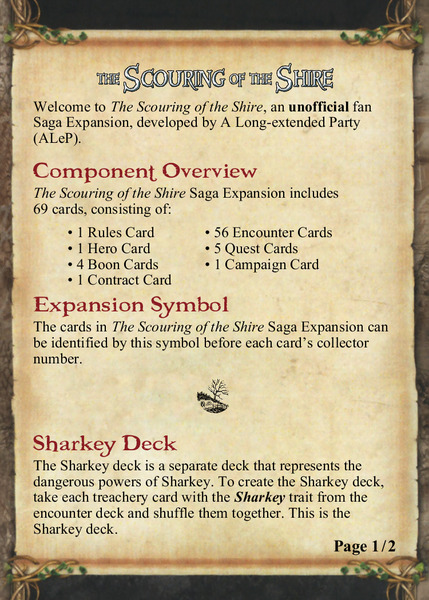 THE SCOURING OF THE SHIRE
Welcome to The Scouring of the Shire, an unofficial fan
Saga Expansion, developed by A Long-extended Party
(ALeP).
Component Overview
The Scouring of the Shire Saga Expansion includes
69 cards, consisting of:
• 1 Rules Card
• 1 Hero Card
• 4 Boon Cards
• 1 Contract Card
• 56 Encounter Cards
• 5 Quest Cards
• 1 Campaign Card
Expansion Symbol
The cards in The Scouring of the Shire Saga Expansion can
be identified by this symbol before each card’s collector
number.
Sharkey Deck
The Sharkey deck is a separate deck that represents the
dangerous powers of Sharkey. To create the Sharkey deck,
take each treachery card with the Sharkey trait from the
encounter deck and shuffle them together. This is the
Sharkey deck.
Page 1/2